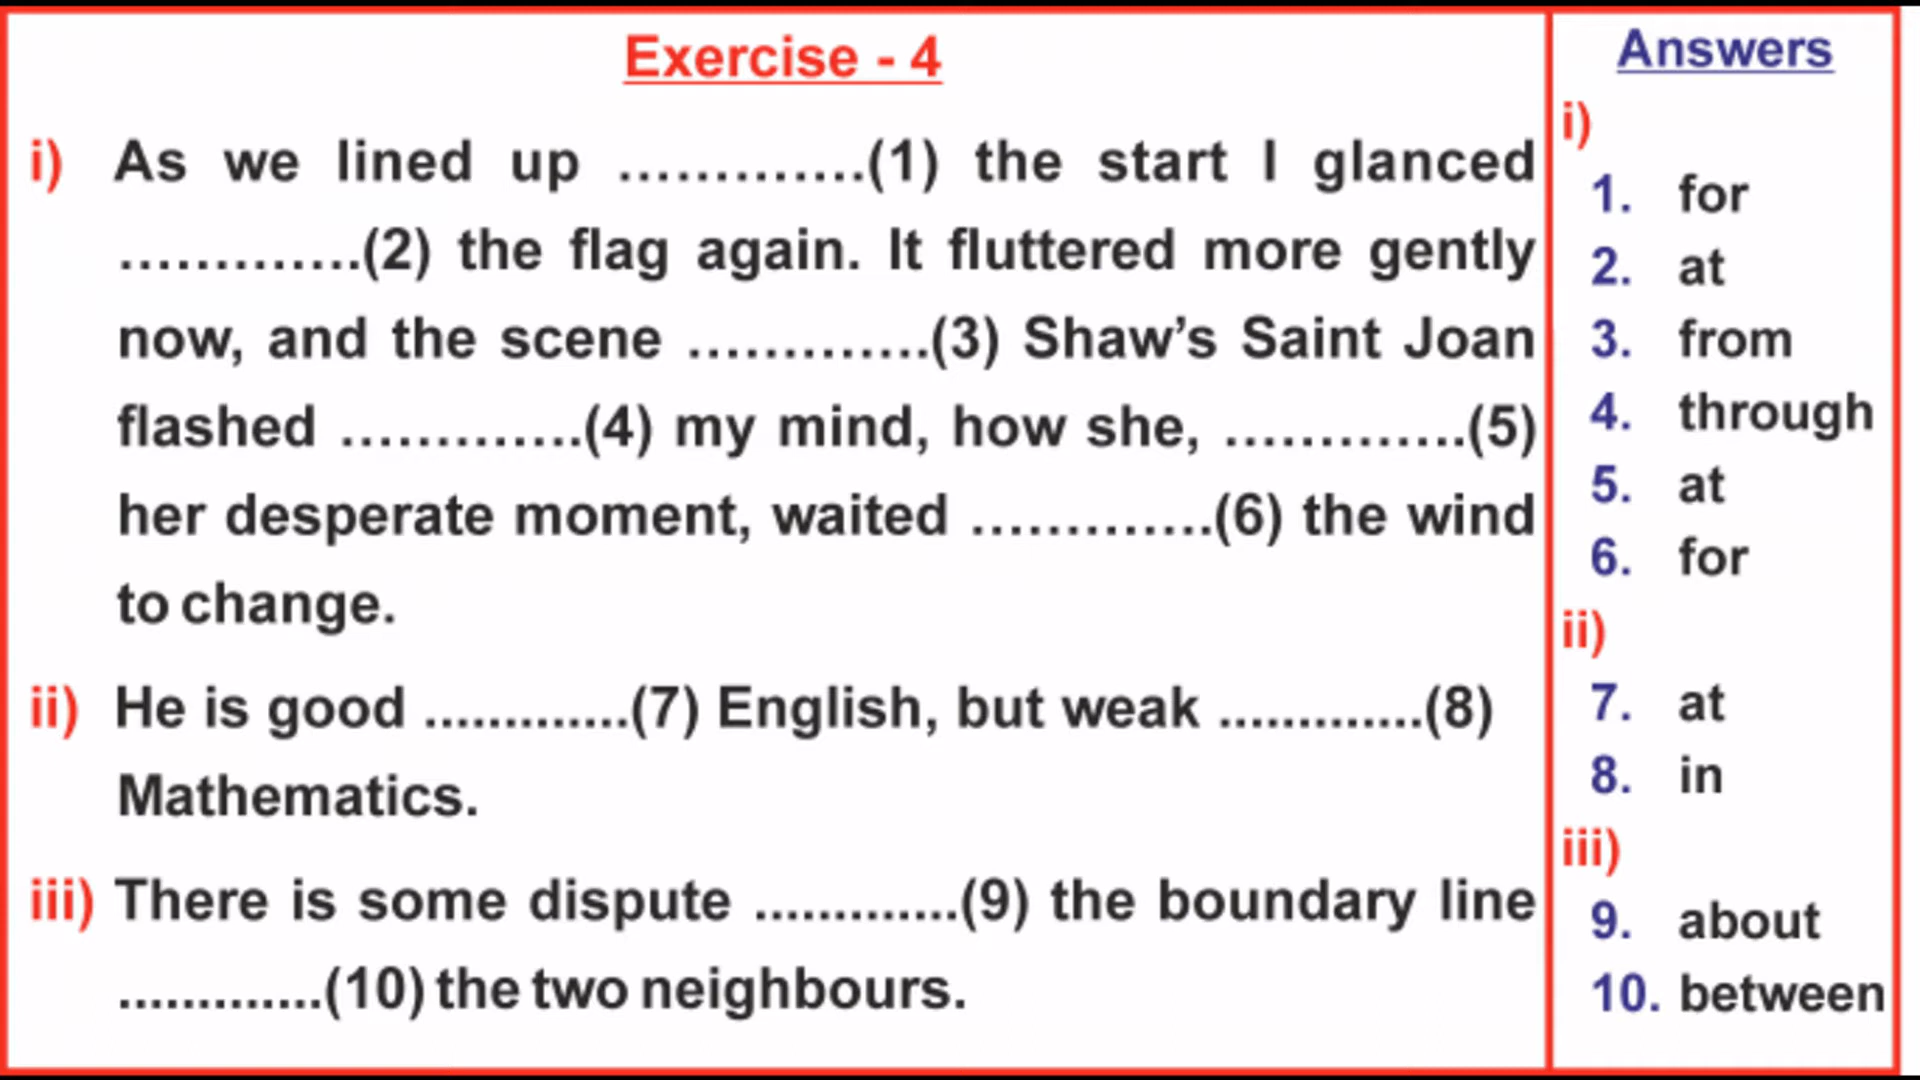 Exercise - 4
i) As we lined up .............(1) the start I glanced
.............(2) the flag again. It fluttered more gently
now, and the scene .............(3) Shaw’s Saint Joan
flashed .............(4) my mind, how she, .............(5)
her desperate moment, waited .............(6) the wind
to change.
ii) He is good .............(7) English, but weak .............(8)
Mathematics.
iii) There is some dispute .............(9) the boundary line
.............(10) the two neighbours.
Answers
i)
1. for
2. at
3. from
4. through
5. at
6. for
ii)
7. at
8. in
iii)
9. about
10. between